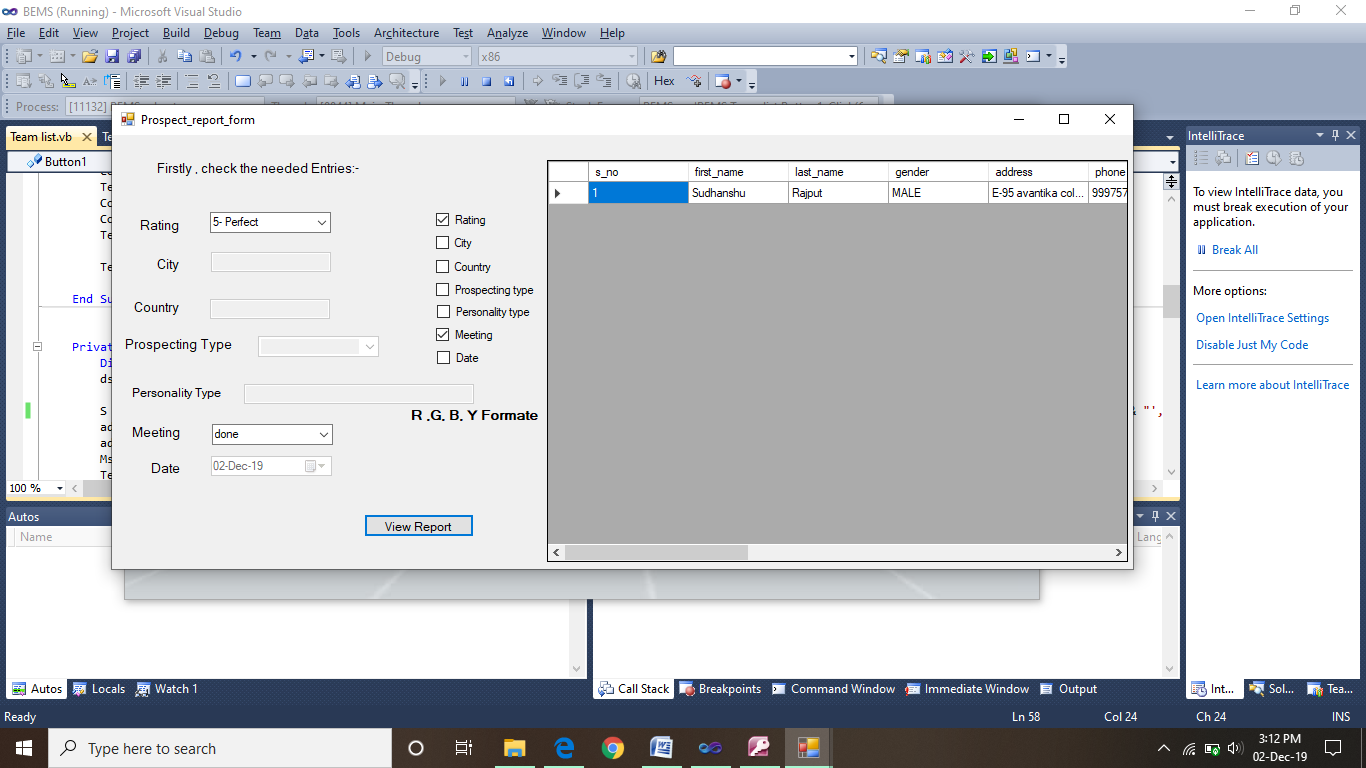 BEMS (Running) - Microsoft Visual Studio
File Edit View Project Build Debug Team Data Tools Architecture Test Analyze Window Help
Debug x86
Hex
Process: [11132]
Team list.vb
Button1
Prospect_report_form
Firstly , check the needed Entries:-
Rating 5- Perfect
City
Country
Prospecting Type
Personality Type
R ,G, B, Y Formate
Meeting done
Date 02-Dec-19
View Report
Rating
City
Country
Prospecting type
Personality type
Meeting
Date
s_no first_name last_name gender address phone
1 Sudhanshu Rajput MALE E-95 avantika col... 999757
Te
Co
Te
End Su
Privat
Di
ds
S
ad
ad
Ms
Te
& "',
100 %
IntelliTrace
To view IntelliTrace data, you
must break execution of your
application.
Break All
More options:
Open IntelliTrace Settings
Disable Just My Code
Learn more about IntelliTrace
Autos
Name
Lang
Autos Locals Watch 1
Call Stack Breakpoints Command Window Immediate Window Output
Int... Sol... Tea...
Ready Ln 58 Col 24 Ch 24 INS
Type here to search
3:12 PM
02-Dec-19